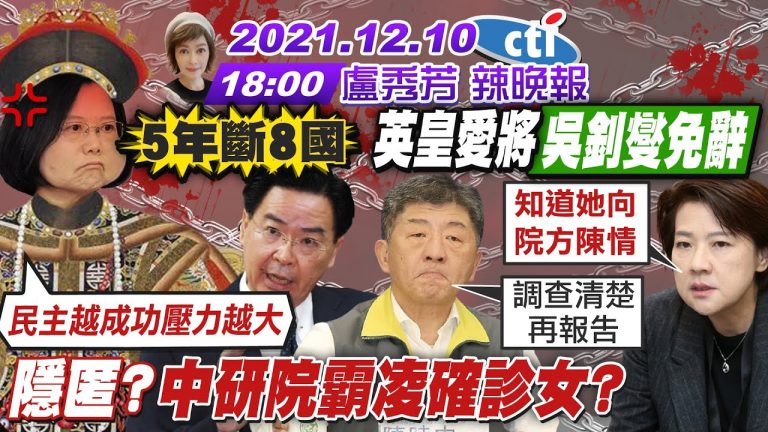 2021.12.10
cti
18:00 盧秀芳 辣晚報
5年斷8國
英皇愛將吳釗燮免辭
知道她向
院方陳情
調查清楚
再報告
民主越成功壓力越大
隱匿?中研院霸凌確診女?